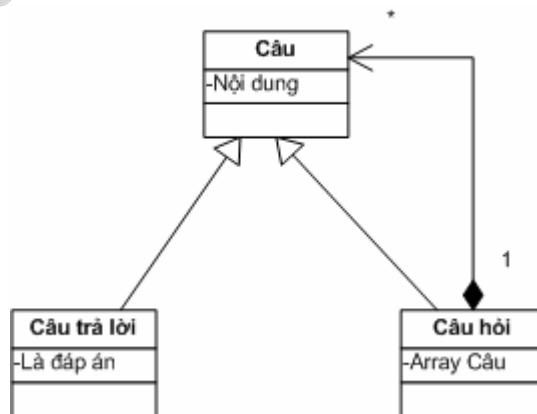 *
Câu
-Nội dung
1
Câu trả lời
-Là đáp án
Câu hỏi
-Array Câu